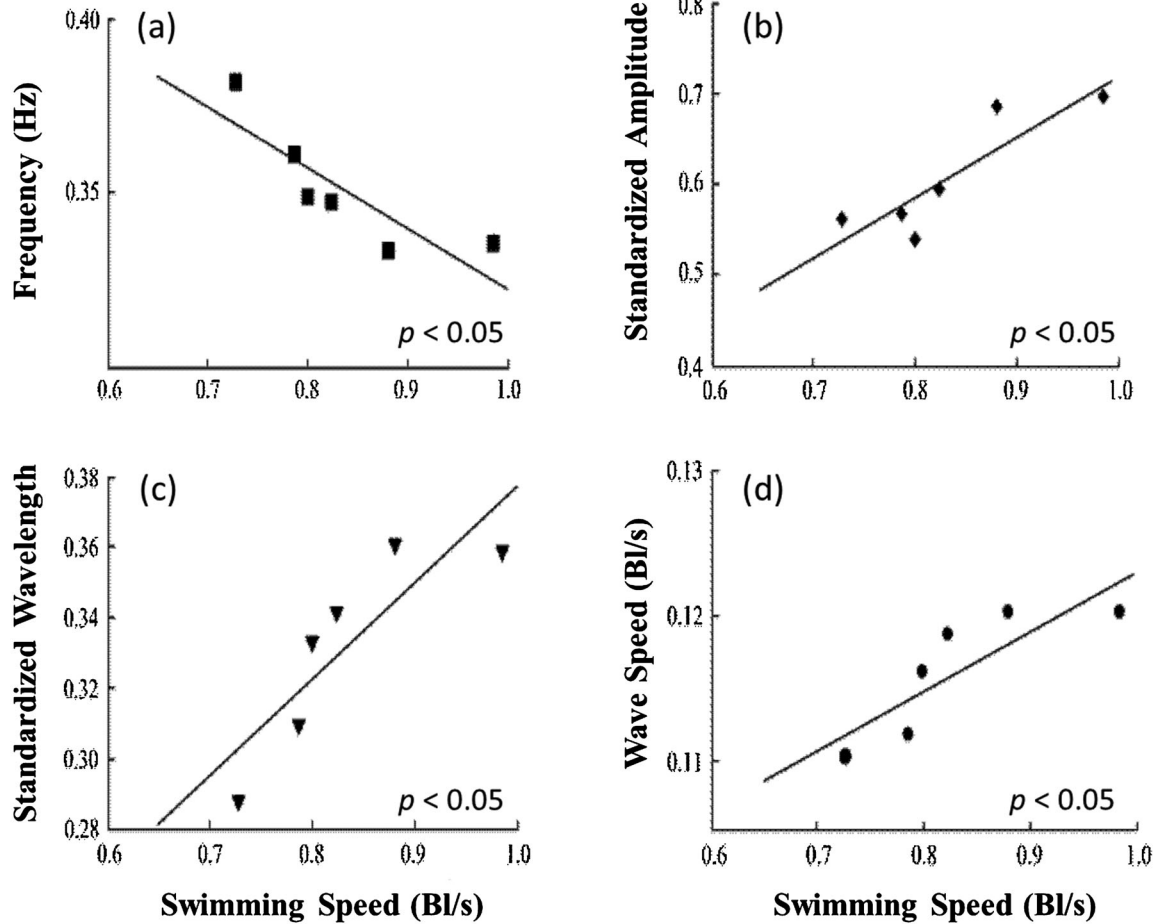 (a)
0.40
0.35
Frequency (Hz)
p < 0.05
0.6 0.7 0.8 0.9 1.0
(b)
0.8
0.7
0.6
0.5
0.4
Standardized Amplitude
p < 0.05
0.6 0.7 0.8 0.9 1.0
(c)
0.38
0.36
0.34
0.32
0.30
0.28
Standardized Wavelength
p < 0.05
0.6 0.7 0.8 0.9 1.0
Swimming Speed (Bl/s)
(d)
0.13
0.12
0.11
Wave Speed (Bl/s)
p < 0.05
0.6 0.7 0.8 0.9 1.0
Swimming Speed (Bl/s)